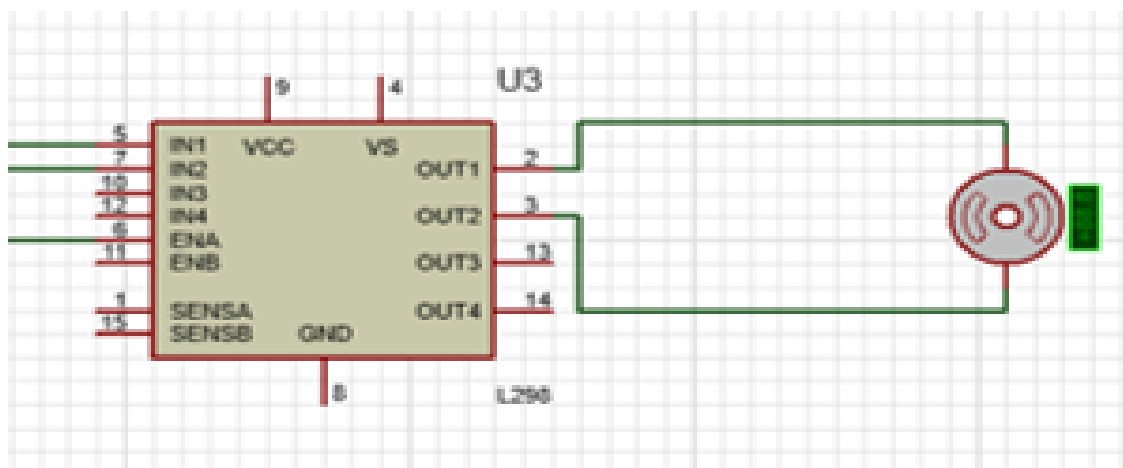 9 4 U3
5 IN1 VCC VS
7 IN2 OUT1 2
10 IN3
12 IN4 OUT2 3
6 ENA
11 ENB OUT3 13
1 SENSA OUT4 14
15 SENSB GND
8 L298